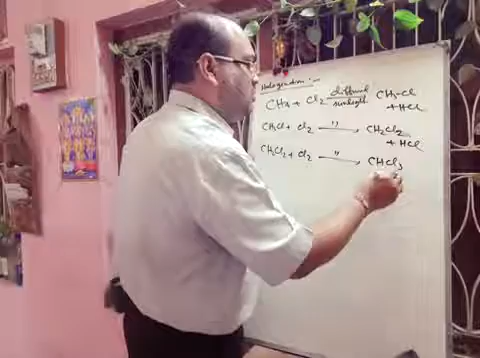 Halogenation :-
CH4 + Cl2 diffused sunlight CH3-Cl
+ HCl
CH3Cl + Cl2 " CH2Cl2
+ HCl
CH2Cl2 + Cl2 " CHCl3